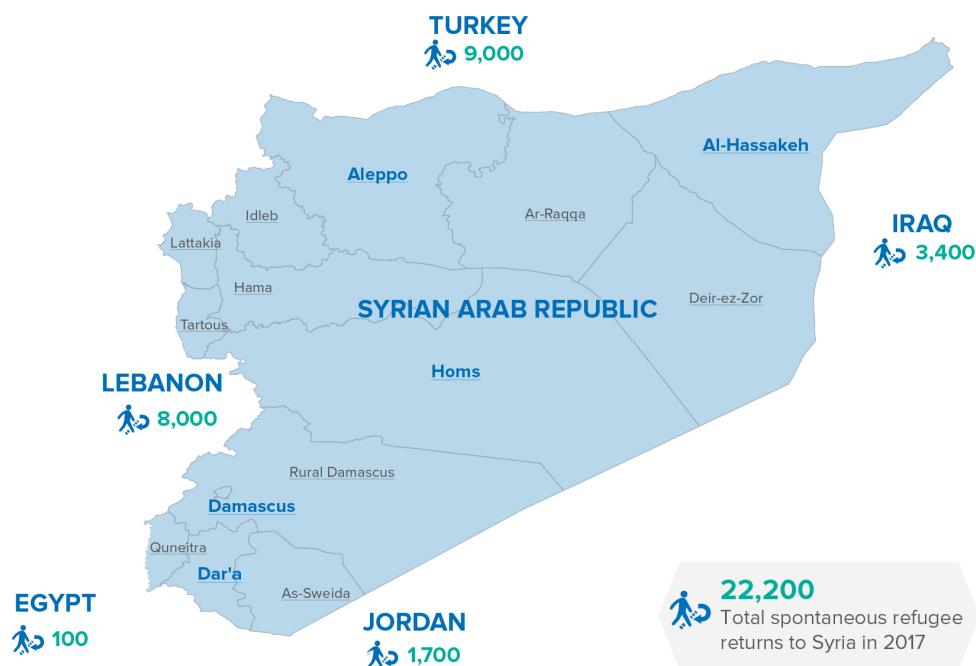 TURKEY
9,000
Al-Hassakeh
Aleppo
Idleb
Ar-Raqqa
IRAQ
3,400
Lattakia
Hama
Deir-ez-Zor
SYRIAN ARAB REPUBLIC
Tartous
Homs
LEBANON
8,000
Rural Damascus
Damascus
Quneitra
Dar'a
As-Sweida
EGYPT
100
JORDAN
1,700
22,200
Total spontaneous refugee
returns to Syria in 2017